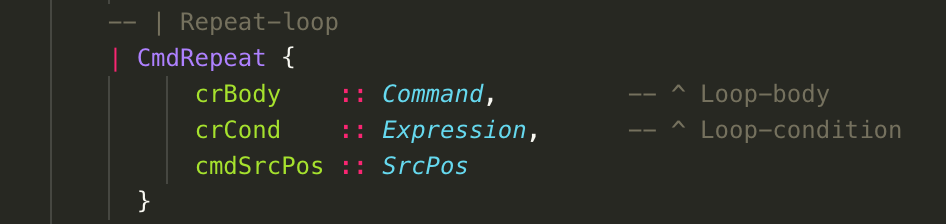 -- | Repeat-loop
| CmdRepeat {
crBody :: Command, -- ^ Loop-body
crCond :: Expression, -- ^ Loop-condition
cmdSrcPos :: SrcPos
}